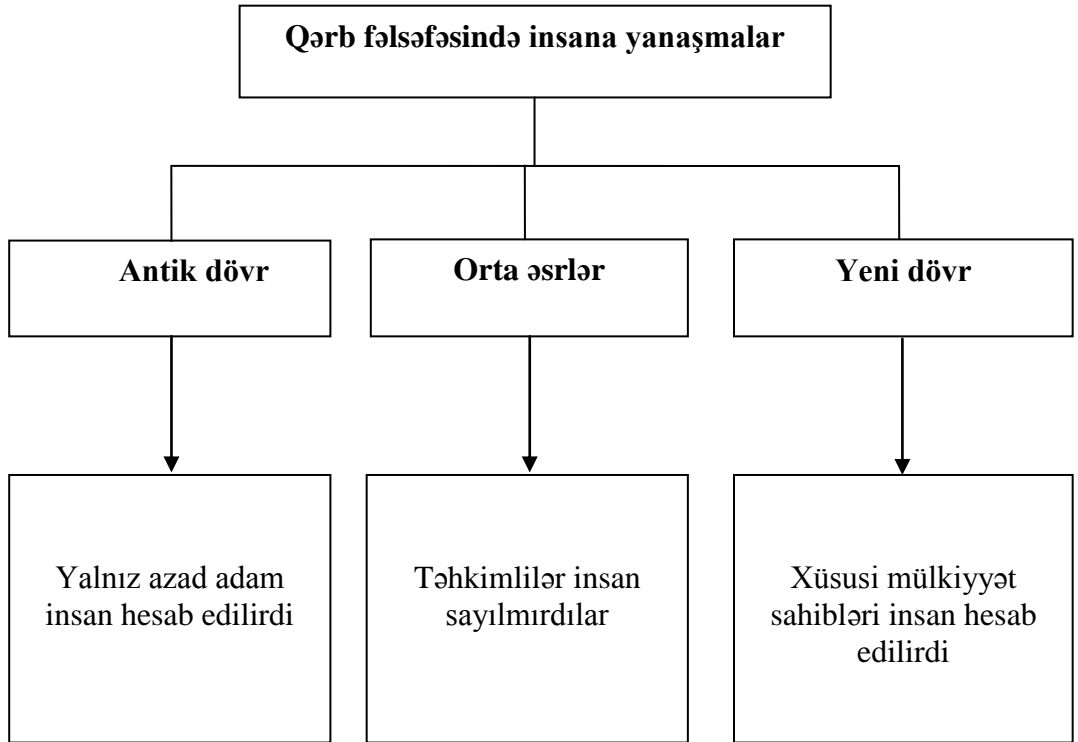 Qərb fəlsəfəsində insana yanaşmalar
Antik dövr
Orta əsrlər
Yeni dövr
Yalnız azad adam
insan hesab edilirdi
Təhkimlilər insan
sayılmırdılar
Xüsusi mülkiyyət
sahibləri insan hesab
edilirdi